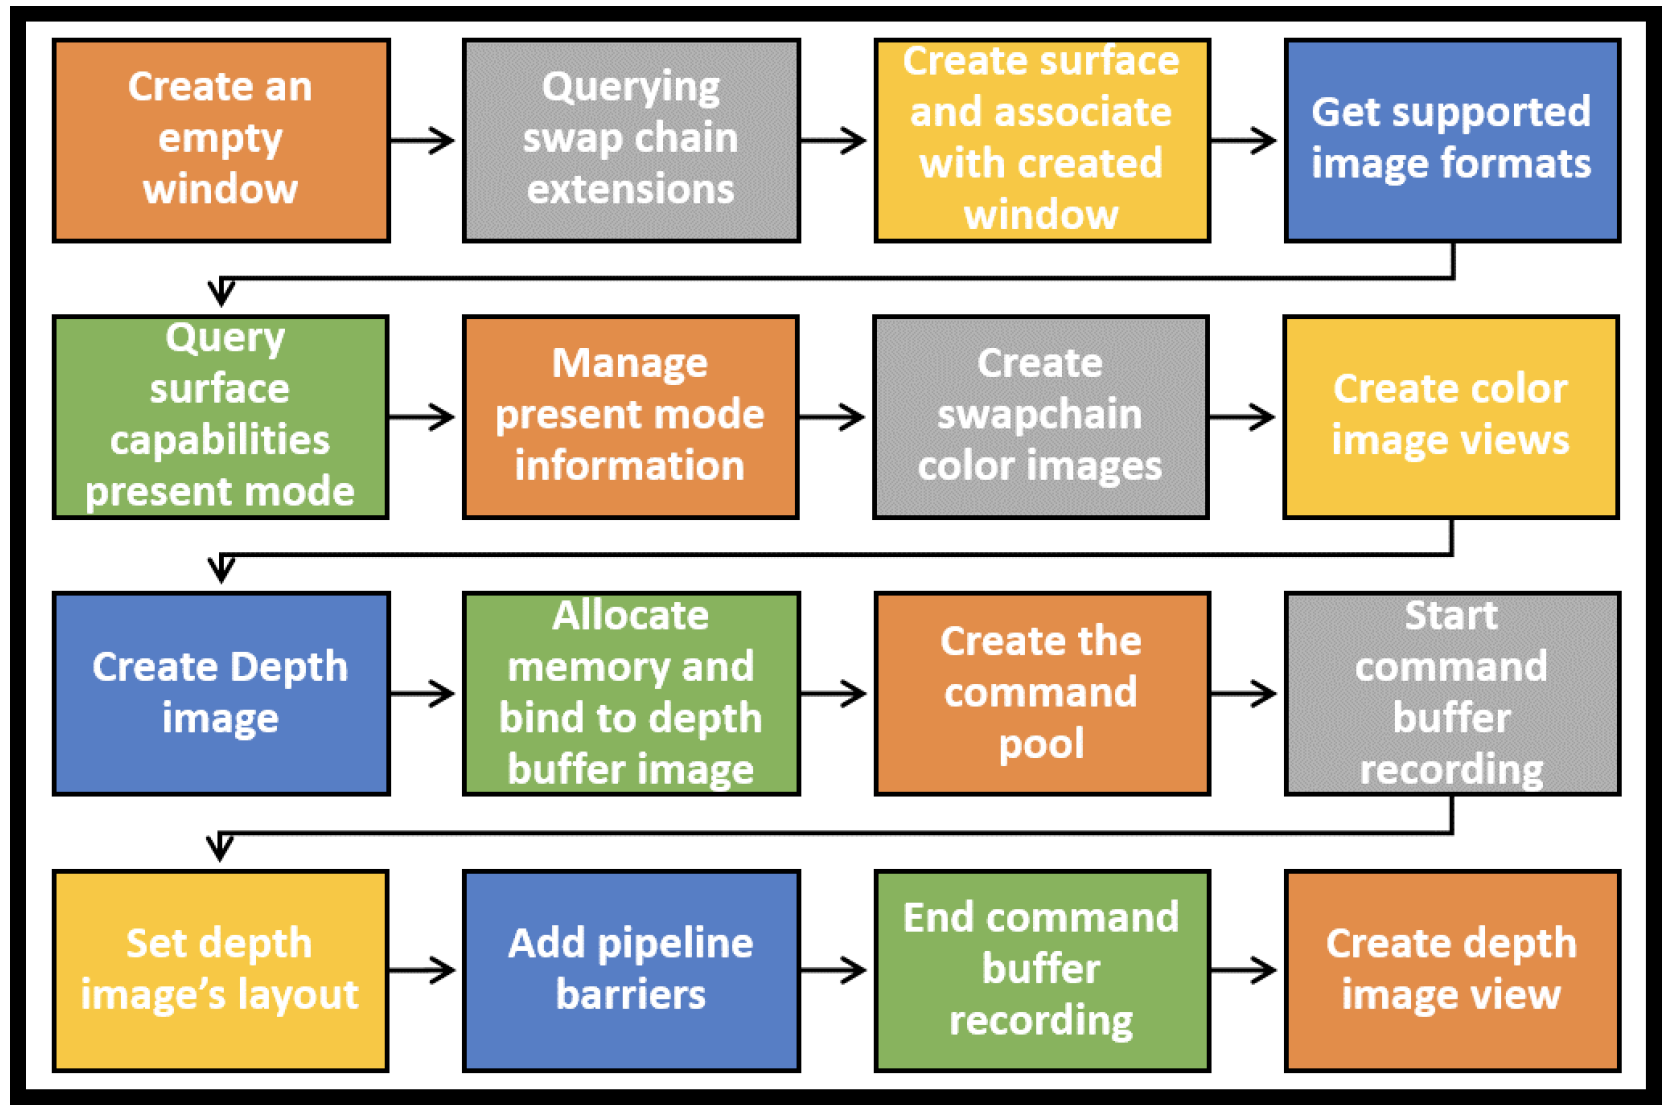 Create an
empty
window
Querying
swap chain
extensions
Create surface
and associate
with created
window
Get supported
image formats
Query
surface
capabilities
present mode
Manage
present mode
information
Create
swapchain
color images
Create color
image views
Create Depth
image
Allocate
memory and
bind to depth
buffer image
Create the
command
pool
Start
command
buffer
recording
Set depth
image’s layout
Add pipeline
barriers
End command
buffer
recording
Create depth
image view